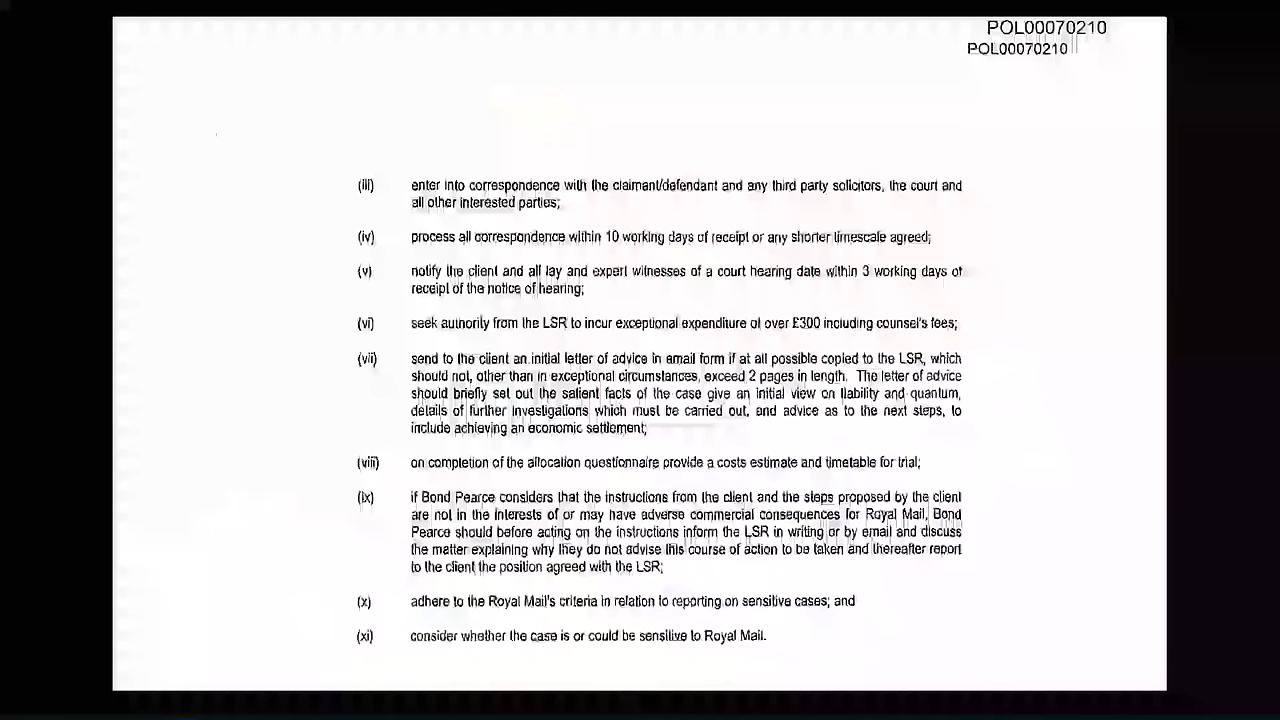 POL00070210
POL00070210
(iii) enter into correspondence with the claimant/defendant and any third party solicitors, the court and
all other interested parties;
(iv) process all correspondence within 10 working days of receipt or any shorter timescale agreed;
(v) notify the client and all lay and expert witnesses of a court hearing date within 3 working days of
receipt of the notice of hearing;
(vi) seek authority from the LSR to incur exceptional expenditure of over £300 including counsel's fees;
(vii) send to the client an initial letter of advice in email form if at all possible copied to the LSR, which
should not, other than in exceptional circumstances, exceed 2 pages in length. The letter of advice
should briefly set out the salient facts of the case give an initial view on liability and quantum,
details of further investigations which must be carried out, and advice as to the next steps, to
include achieving an economic settlement;
(viii) on completion of the allocation questionnaire provide a costs estimate and timetable for trial;
(ix) if Bond Pearce considers that the instructions from the client and the steps proposed by the client
are not in the interests of or may have adverse commercial consequences for Royal Mail, Bond
Pearce should before acting on the instructions inform the LSR in writing or by email and discuss
the matter explaining why they do not advise this course of action to be taken and thereafter report
to the client the position agreed with the LSR;
(x) adhere to the Royal Mail's criteria in relation to reporting on sensitive cases; and
(xi) consider whether the case is or could be sensitive to Royal Mail.